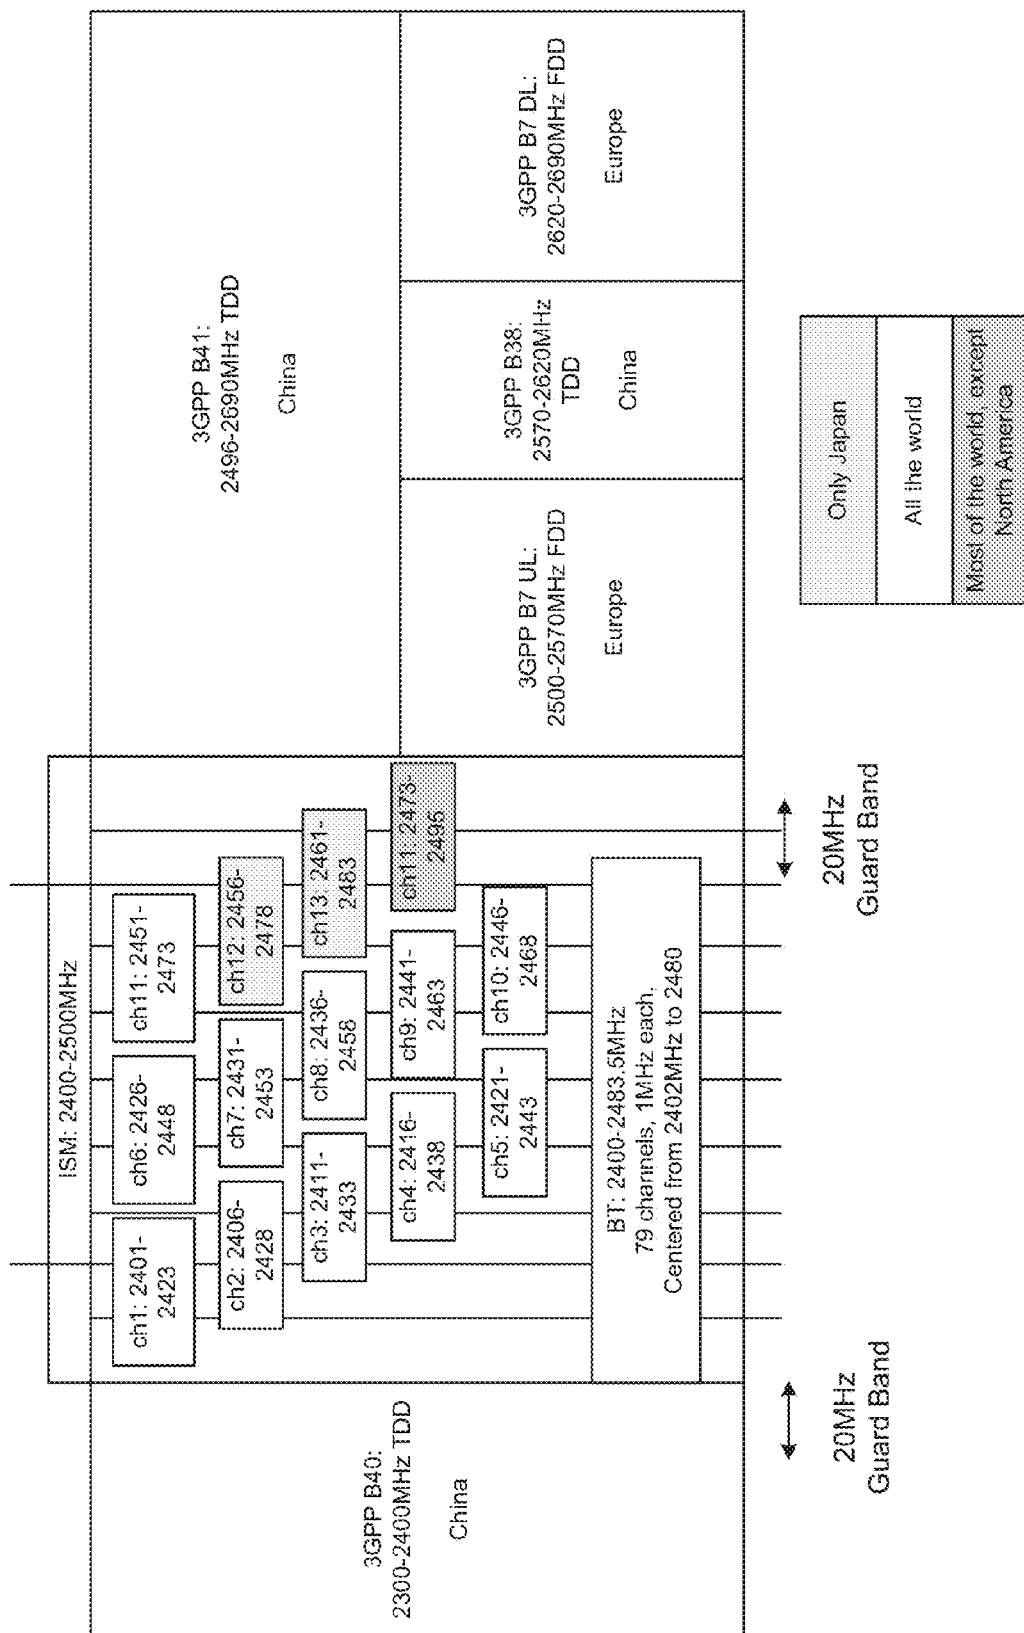 ISM: 2400-2500MHz
3GPP B40:
2300-2400MHz TDD
China
ch1: 2401-
2423
ch6: 2426-
2448
ch11: 2451-
2473
ch2: 2406-
2428
ch7: 2431-
2453
ch12: 2456-
2478
ch3: 2411-
2433
ch8: 2436-
2458
ch13: 2461-
2483
ch4: 2416-
2438
ch9: 2441-
2463
ch11: 2473-
2495
ch5: 2421-
2443
ch10: 2446-
2468
BT: 2400-2483.5MHz
79 channels, 1MHz each,
Centered from 2402MHz to 2480
3GPP B41:
2496-2690MHz TDD
China
3GPP B7 UL:
2500-2570MHz FDD
Europe
3GPP B38:
2570-2620MHz
TDD
China
3GPP B7 DL:
2620-2690MHz FDD
Europe
20MHz
Guard Band
20MHz
Guard Band
Only Japan
All the world
Most of the world, except
North America